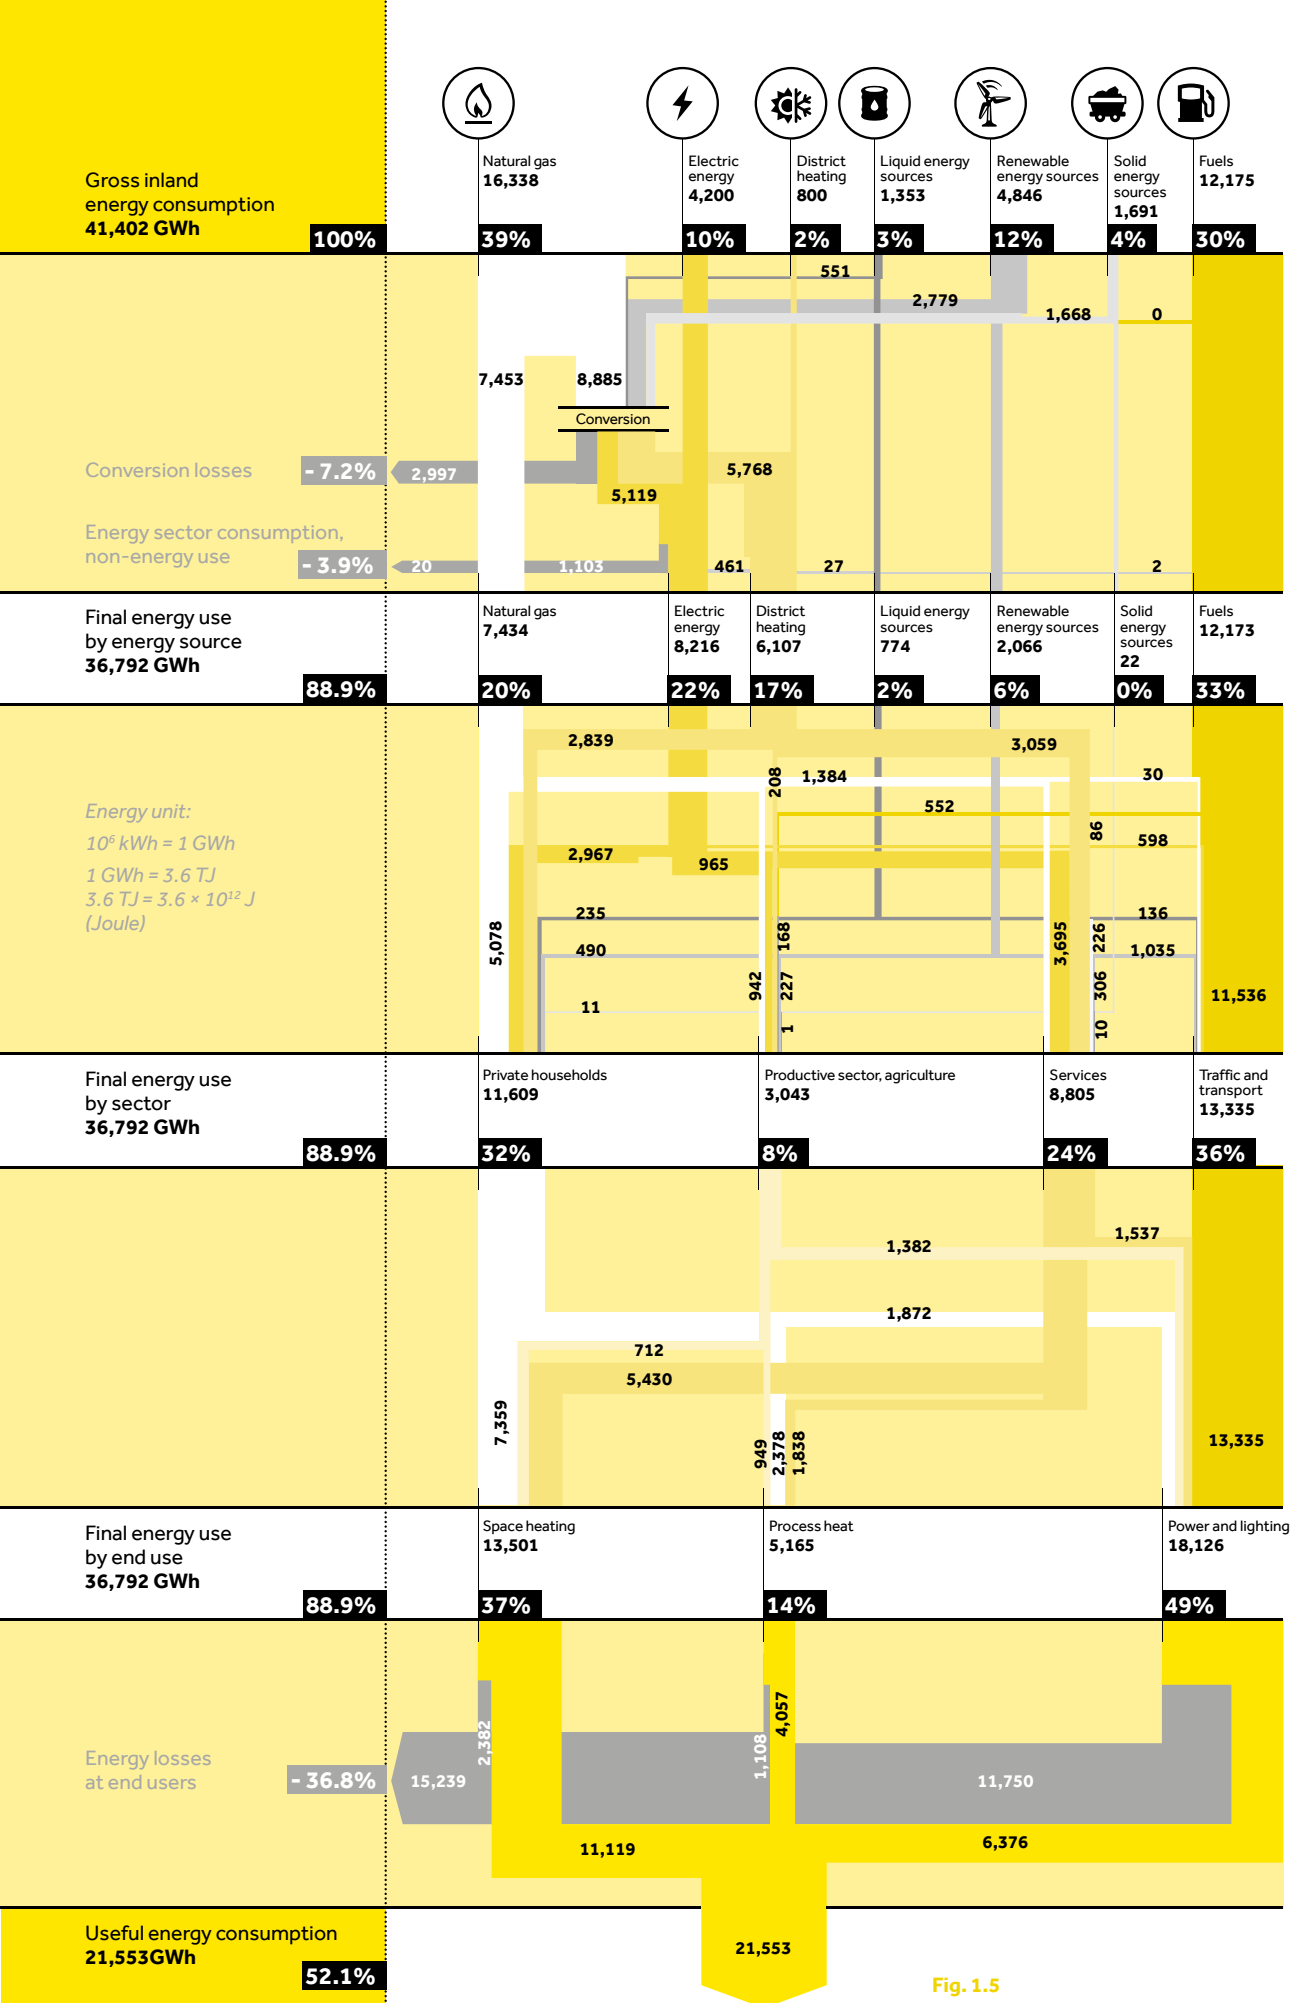 Natural gas
16,338
Electric
energy
4,200
District
heating
800
Liquid energy
sources
1,353
Renewable
energy sources
4,846
Solid
energy
sources
1,691
Fuels
12,175
Gross inland
energy consumption
41,402 GWh
100%
39%
10%
2%
3%
12%
4%
30%
551
2,779
1,668
0
7,453
8,885
Conversion
Conversion losses
- 7.2%
2,997
5,768
5,119
Energy sector consumption,
non-energy use
- 3.9%
20
1,103
461
27
2
Final energy use
by energy source
36,792 GWh
88.9%
Natural gas
7,434
Electric
energy
8,216
District
heating
6,107
Liquid energy
sources
774
Renewable
energy sources
2,066
Solid
energy
sources
22
Fuels
12,173
20%
22%
17%
2%
6%
0%
33%
2,839
3,059
208
1,384
30
552
86
598
2,967
965
Energy unit:
10⁶ kWh = 1 GWh
1 GWh = 3.6 TJ
3.6 TJ = 3.6 × 10¹² J
(Joule)
235
136
5,078
168
3,695
226
490
1,035
942
227
306
11,536
11
1
10
Final energy use
by sector
36,792 GWh
88.9%
Private households
11,609
Productive sector, agriculture
3,043
Services
8,805
Traffic and
transport
13,335
32%
8%
24%
36%
1,537
1,382
1,872
712
5,430
7,359
949
2,378
1,838
13,335
Final energy use
by end use
36,792 GWh
88.9%
Space heating
13,501
Process heat
5,165
Power and lighting
18,126
37%
14%
49%
2,382
1,108
4,057
Energy losses
at end users
- 36.8%
15,239
11,750
11,119
6,376
Useful energy consumption
21,553GWh
52.1%
21,553
Fig. 1.5